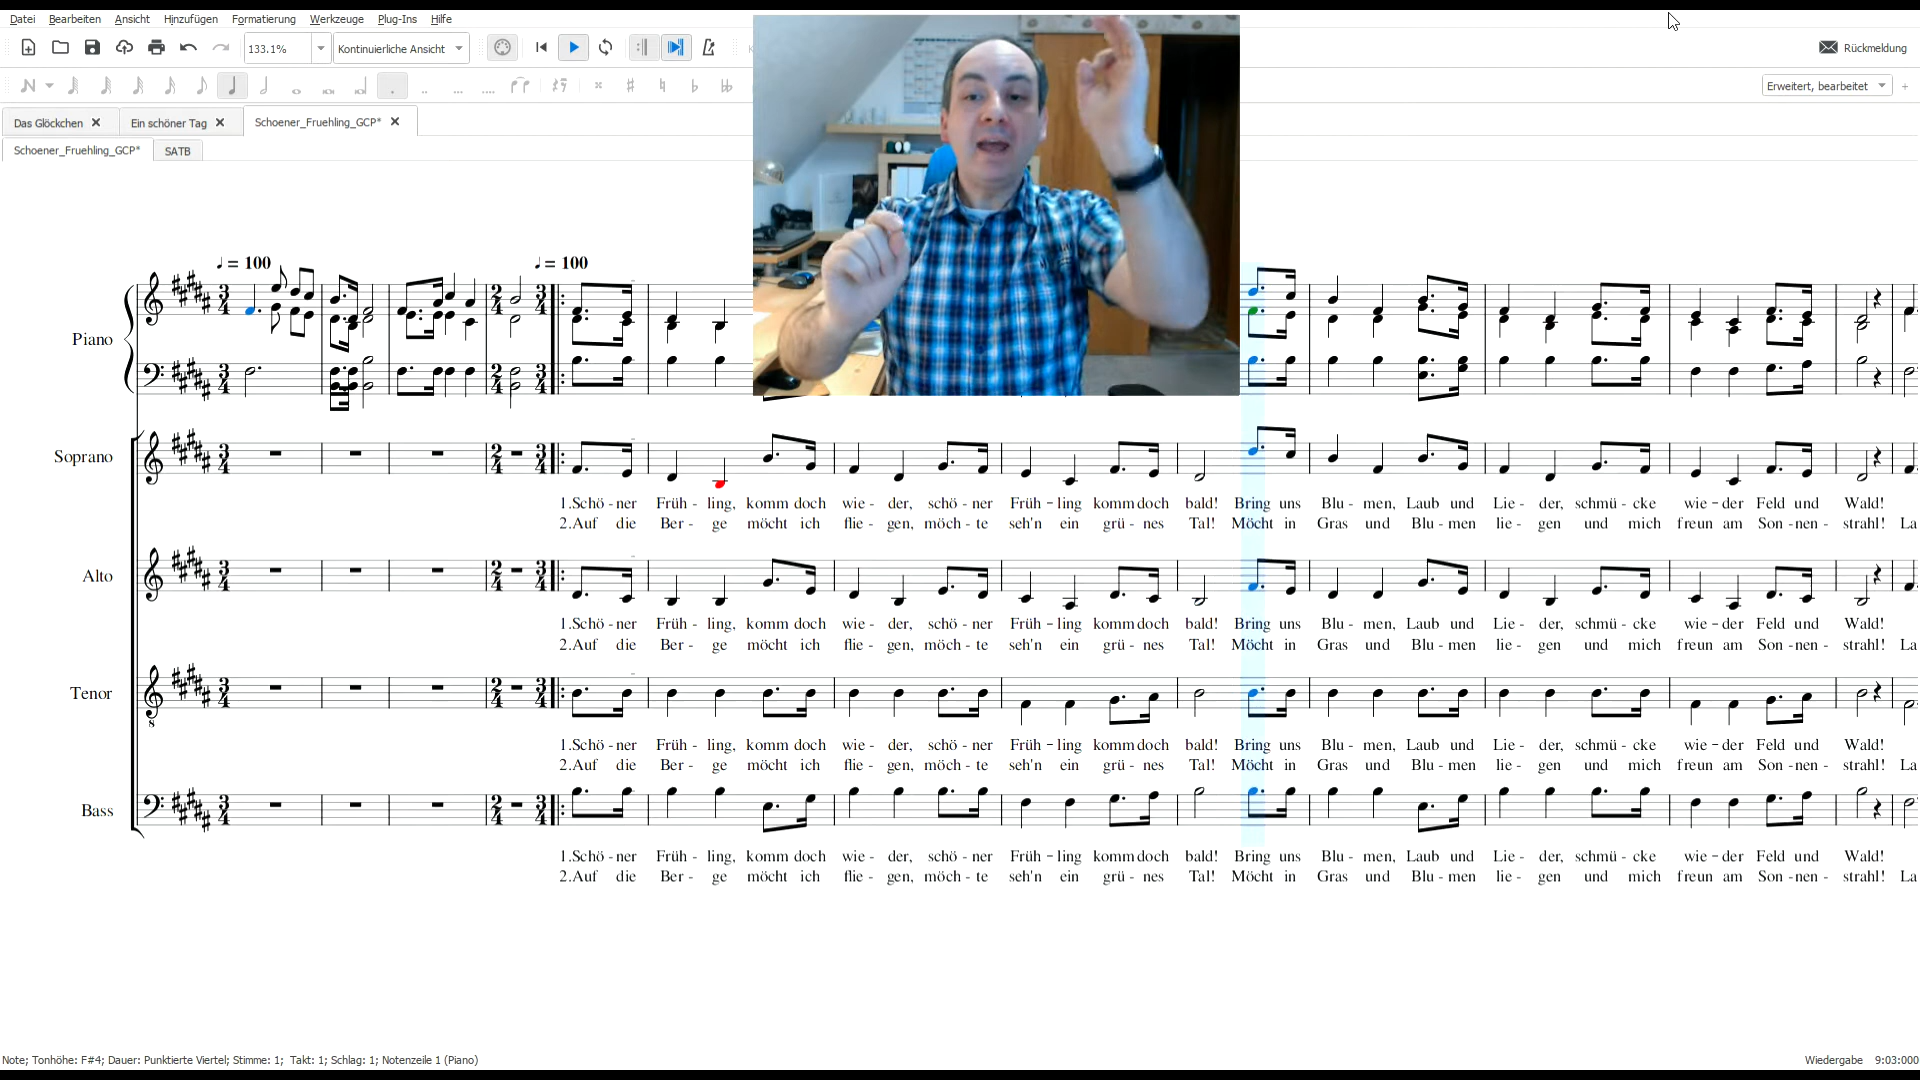 Datei Bearbeiten Ansicht Hinzufügen Formatierung Werkzeuge Plug-Ins Hilfe
133.1% Kontinuierliche Ansicht Rückmeldung
Erweitert, bearbeitet
Das Glöckchen Ein schöner Tag Schoener_Fruehling_GCP*
Schoener_Fruehling_GCP* SATB
♩ = 100 ♩ = 100
Piano
Soprano
1.Schö - ner Früh - ling, komm doch wie - der, schö - ner Früh - ling komm doch bald! Bring uns Blu - men, Laub und Lie - der, schmü - cke wie - der Feld und Wald!
2.Auf die Ber - ge möcht ich flie - gen, möch - te seh'n ein grü - nes Tal! Möcht in Gras und Blu - men lie - gen und mich freun am Son - nen - strahl! La
Alto
1.Schö - ner Früh - ling, komm doch wie - der, schö - ner Früh - ling komm doch bald! Bring uns Blu - men, Laub und Lie - der, schmü - cke wie - der Feld und Wald!
2.Auf die Ber - ge möcht ich flie - gen, möch - te seh'n ein grü - nes Tal! Möcht in Gras und Blu - men lie - gen und mich freun am Son - nen - strahl! La
Tenor
1.Schö - ner Früh - ling, komm doch wie - der, schö - ner Früh - ling komm doch bald! Bring uns Blu - men, Laub und Lie - der, schmü - cke wie - der Feld und Wald!
2.Auf die Ber - ge möcht ich flie - gen, möch - te seh'n ein grü - nes Tal! Möcht in Gras und Blu - men lie - gen und mich freun am Son - nen - strahl! La
Bass
1.Schö - ner Früh - ling, komm doch wie - der, schö - ner Früh - ling komm doch bald! Bring uns Blu - men, Laub und Lie - der, schmü - cke wie - der Feld und Wald!
2.Auf die Ber - ge möcht ich flie - gen, möch - te seh'n ein grü - nes Tal! Möcht in Gras und Blu - men lie - gen und mich freun am Son - nen - strahl! La
Note; Tonhöhe: F#4; Dauer: Punktierte Viertel; Stimme: 1; Takt: 1; Schlag: 1; Notenzeile 1 (Piano) Wiedergabe 9:03:000